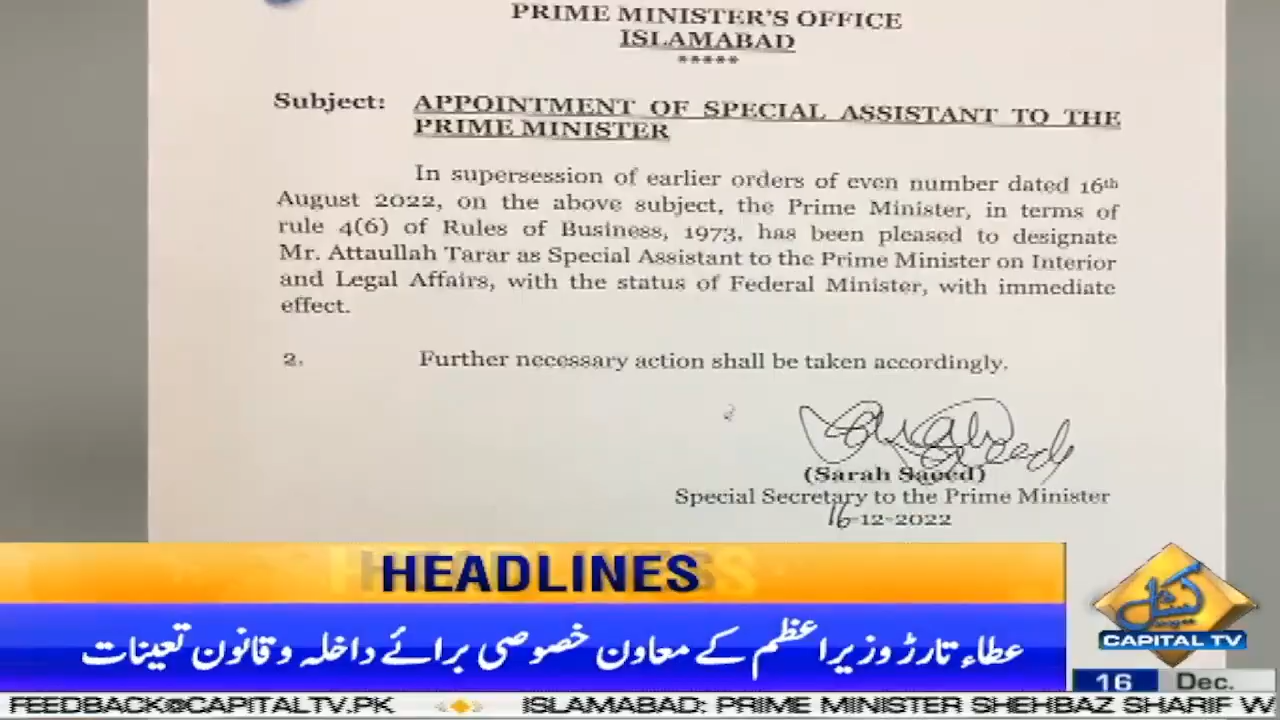 PRIME MINISTER'S OFFICE
ISLAMABAD
*****
Subject: APPOINTMENT OF SPECIAL ASSISTANT TO THE
PRIME MINISTER
In supersession of earlier orders of even number dated 16th
August 2022, on the above subject, the Prime Minister, in terms of
rule 4(6) of Rules of Business, 1973, has been pleased to designate
Mr. Attaullah Tarar as Special Assistant to the Prime Minister on Interior
and Legal Affairs, with the status of Federal Minister, with immediate
effect.
2. Further necessary action shall be taken accordingly.
(Sarah Saeed)
Special Secretary to the Prime Minister
16-12-2022
HEADLINES
عطاء تارڑ وزیراعظم کے معاون خصوصی برائے داخلہ و قانون تعینات
کیپیٹل
CAPITAL TV
16 Dec.
FEEDBACK@CAPITALTV.PK ISLAMABAD: PRIME MINISTER SHEHBAZ SHARIF W